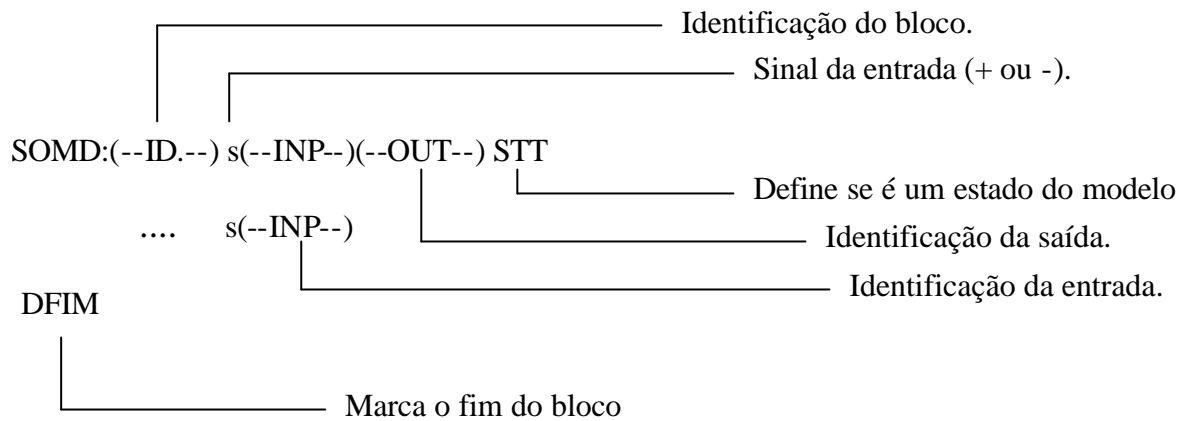 Identificação do bloco.
Sinal da entrada (+ ou -).
SOMD:(--ID.--) s(--INP--)(--OUT--) STT
Define se é um estado do modelo
.... s(--INP--)
Identificação da saída.
Identificação da entrada.
DFIM
Marca o fim do bloco